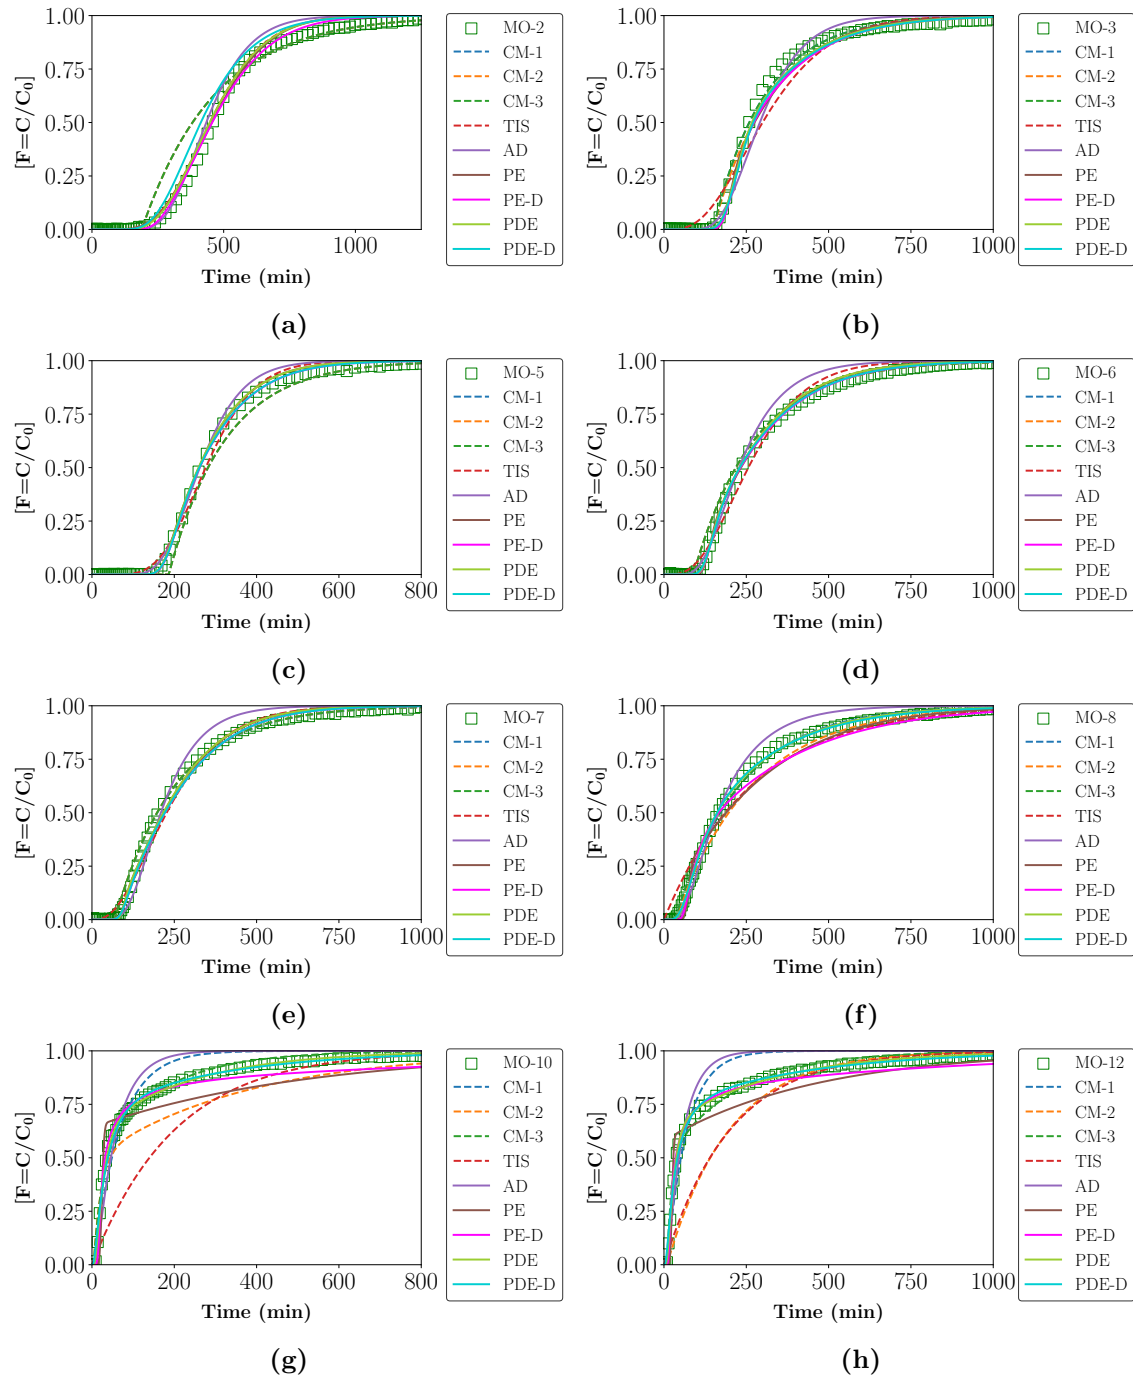 [F=C/C0]
1.00
0.75
0.50
0.25
0.00
0 500 1000
Time (min)
MO-2
CM-1
CM-2
CM-3
TIS
AD
PE
PE-D
PDE
PDE-D
(a)
[F=C/C0]
1.00
0.75
0.50
0.25
0.00
0 250 500 750 1000
Time (min)
MO-3
CM-1
CM-2
CM-3
TIS
AD
PE
PE-D
PDE
PDE-D
(b)
[F=C/C0]
1.00
0.75
0.50
0.25
0.00
0 200 400 600 800
Time (min)
MO-5
CM-1
CM-2
CM-3
TIS
AD
PE
PE-D
PDE
PDE-D
(c)
[F=C/C0]
1.00
0.75
0.50
0.25
0.00
0 250 500 750 1000
Time (min)
MO-6
CM-1
CM-2
CM-3
TIS
AD
PE
PE-D
PDE
PDE-D
(d)
[F=C/C0]
1.00
0.75
0.50
0.25
0.00
0 250 500 750 1000
Time (min)
MO-7
CM-1
CM-2
CM-3
TIS
AD
PE
PE-D
PDE
PDE-D
(e)
[F=C/C0]
1.00
0.75
0.50
0.25
0.00
0 250 500 750 1000
Time (min)
MO-8
CM-1
CM-2
CM-3
TIS
AD
PE
PE-D
PDE
PDE-D
(f)
[F=C/C0]
1.00
0.75
0.50
0.25
0.00
0 200 400 600 800
Time (min)
MO-10
CM-1
CM-2
CM-3
TIS
AD
PE
PE-D
PDE
PDE-D
(g)
[F=C/C0]
1.00
0.75
0.50
0.25
0.00
0 250 500 750 1000
Time (min)
MO-12
CM-1
CM-2
CM-3
TIS
AD
PE
PE-D
PDE
PDE-D
(h)